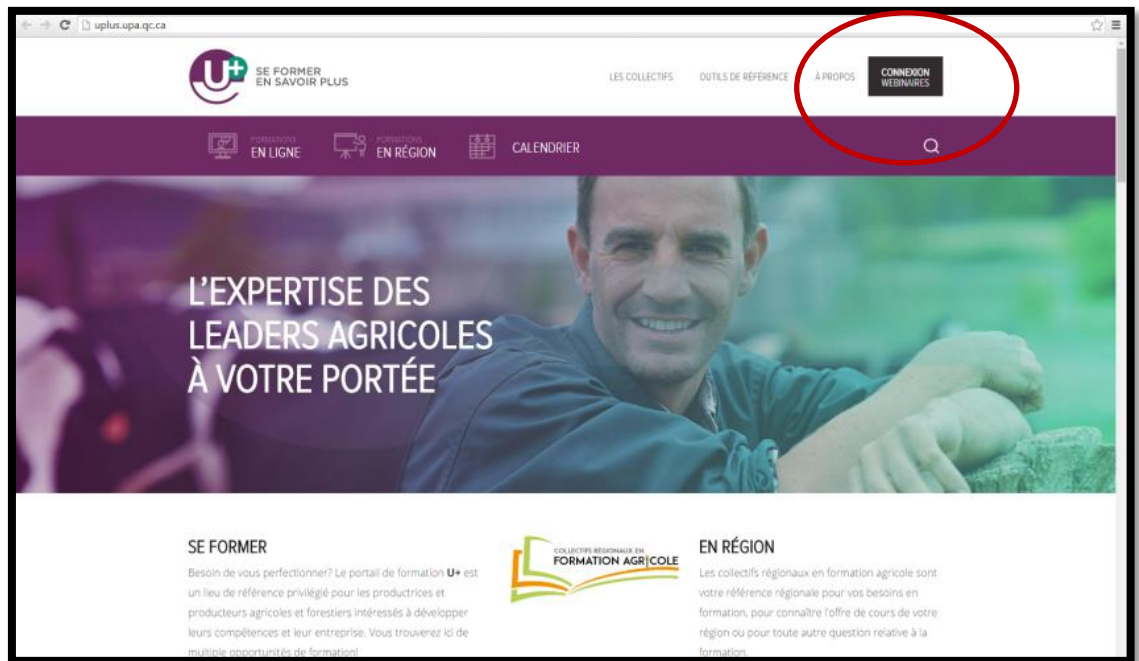 uplus.upa.qc.ca
U+
SE FORMER
EN SAVOIR PLUS
LES COLLECTIFS OUTILS DE RÉFÉRENCE À PROPOS
CONNEXION
WEBINAIRES
FORMATIONS
EN LIGNE
FORMATIONS
EN RÉGION
CALENDRIER
L'EXPERTISE DES
LEADERS AGRICOLES
À VOTRE PORTÉE
SE FORMER
Besoin de vous perfectionner? Le portail de formation U+ est
un lieu de référence privilégié pour les productrices et
producteurs agricoles et forestiers intéressés à développer
leurs compétences et leur entreprise. Vous trouverez ici de
multiple opportunités de formation!
COLLECTIFS RÉGIONAUX EN
FORMATION AGRICOLE
EN RÉGION
Les collectifs régionaux en formation agricole sont
votre référence régionale pour vos besoins en
formation, pour connaître l'offre de cours de votre
région ou pour toute autre question relative à la
formation.